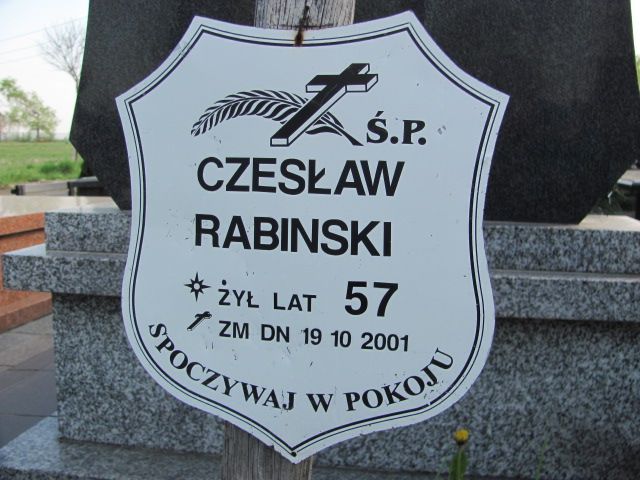 Ś.P.
CZESŁAW
RABINSKI
ŻYŁ LAT 57
ZM DN 19 10 2001
SPOCZYWAJ W POKOJU